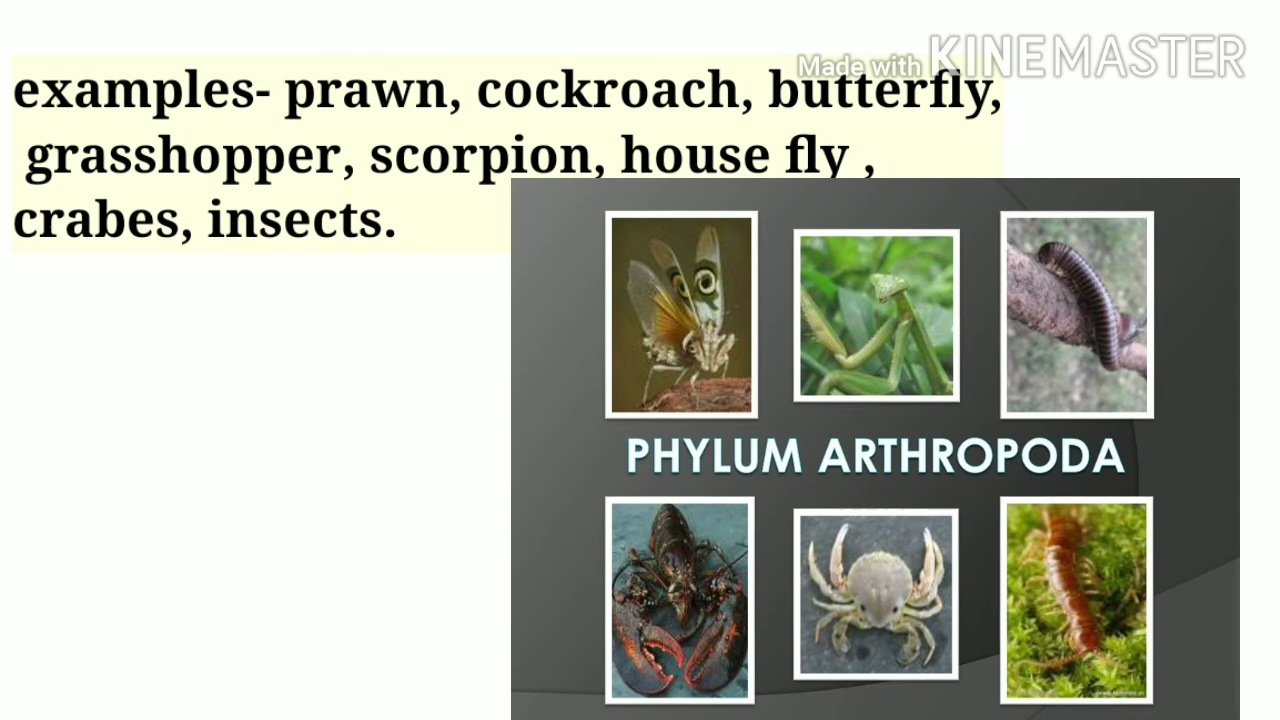 Made with KINEMASTER
examples- prawn, cockroach, butterfly,
grasshopper, scorpion, house fly ,
crabes, insects.
PHYLUM ARTHROPODA